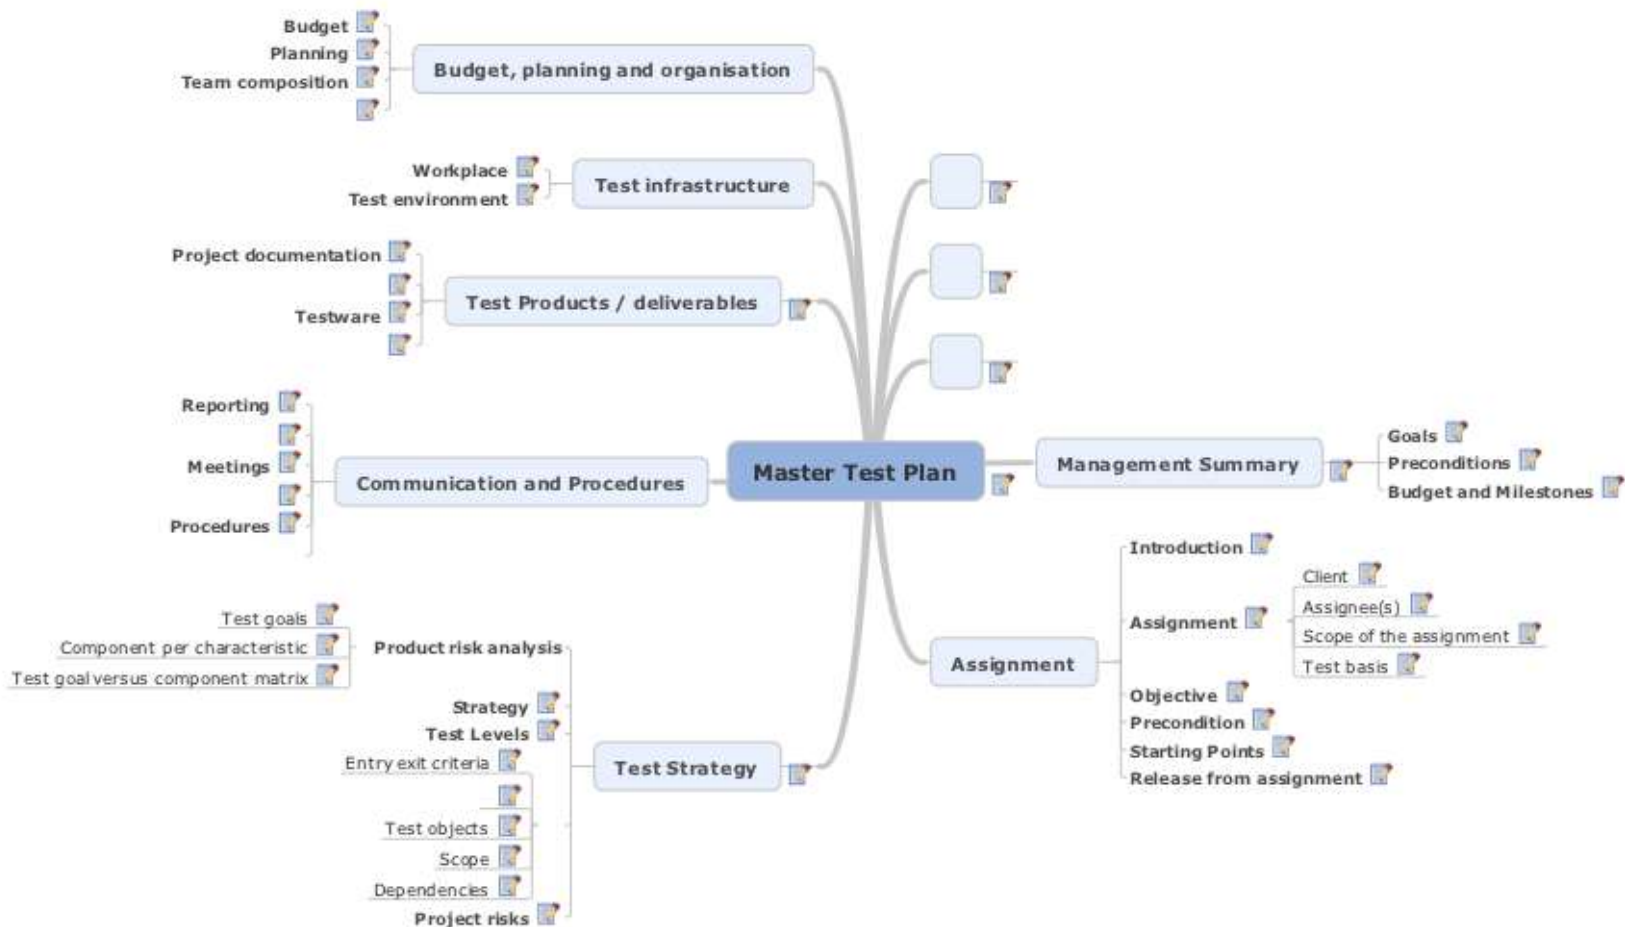 Budget
Planning
Team composition
Budget, planning and organisation
Workplace
Test environment
Test infrastructure
Project documentation
Testware
Test Products / deliverables
Reporting
Meetings
Procedures
Communication and Procedures
Master Test Plan
Management Summary
Goals
Preconditions
Budget and Milestones
Introduction
Assignment
Client
Assignee(s)
Scope of the assignment
Test basis
Assignment
Objective
Precondition
Starting Points
Release from assignment
Test goals
Component per characteristic
Test goal versus component matrix
Product risk analysis
Strategy
Test Levels
Entry exit criteria
Test objects
Scope
Dependencies
Project risks
Test Strategy